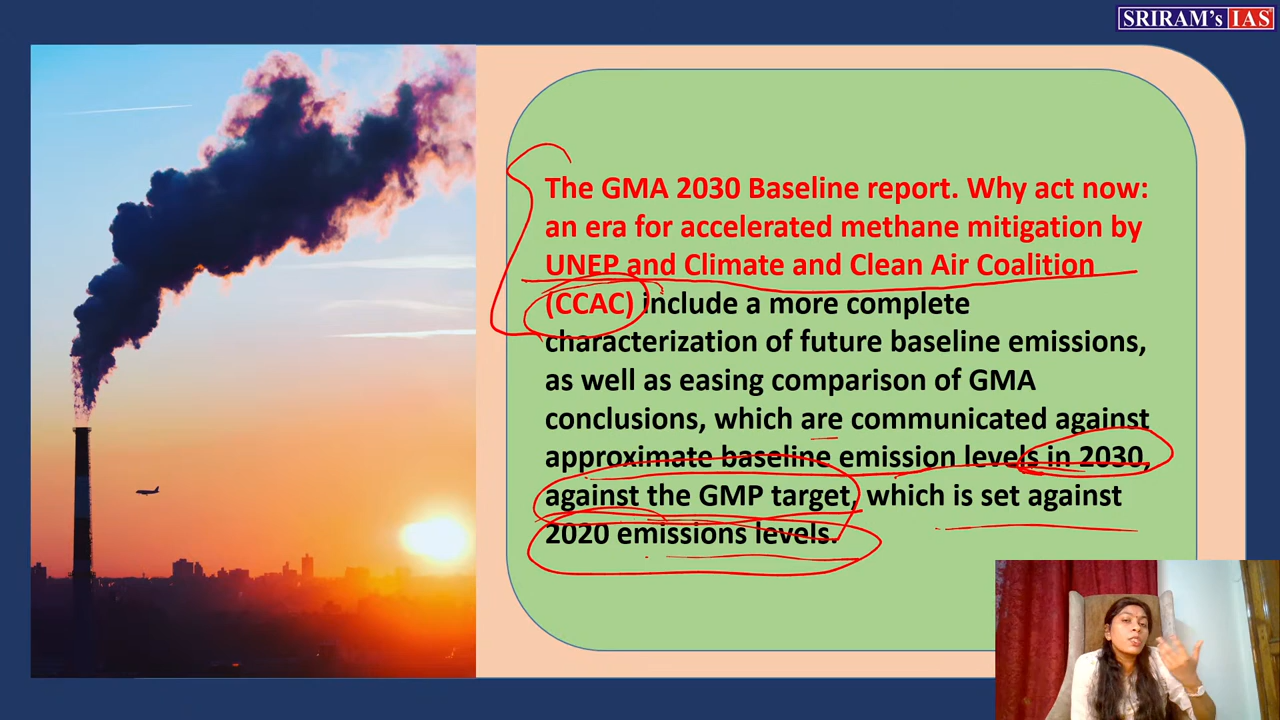 SRIRAM's IAS
The GMA 2030 Baseline report. Why act now:
an era for accelerated methane mitigation by
UNEP and Climate and Clean Air Coalition
(CCAC) include a more complete
characterization of future baseline emissions,
as well as easing comparison of GMA
conclusions, which are communicated against
approximate baseline emission levels in 2030,
against the GMP target, which is set against
2020 emissions levels.